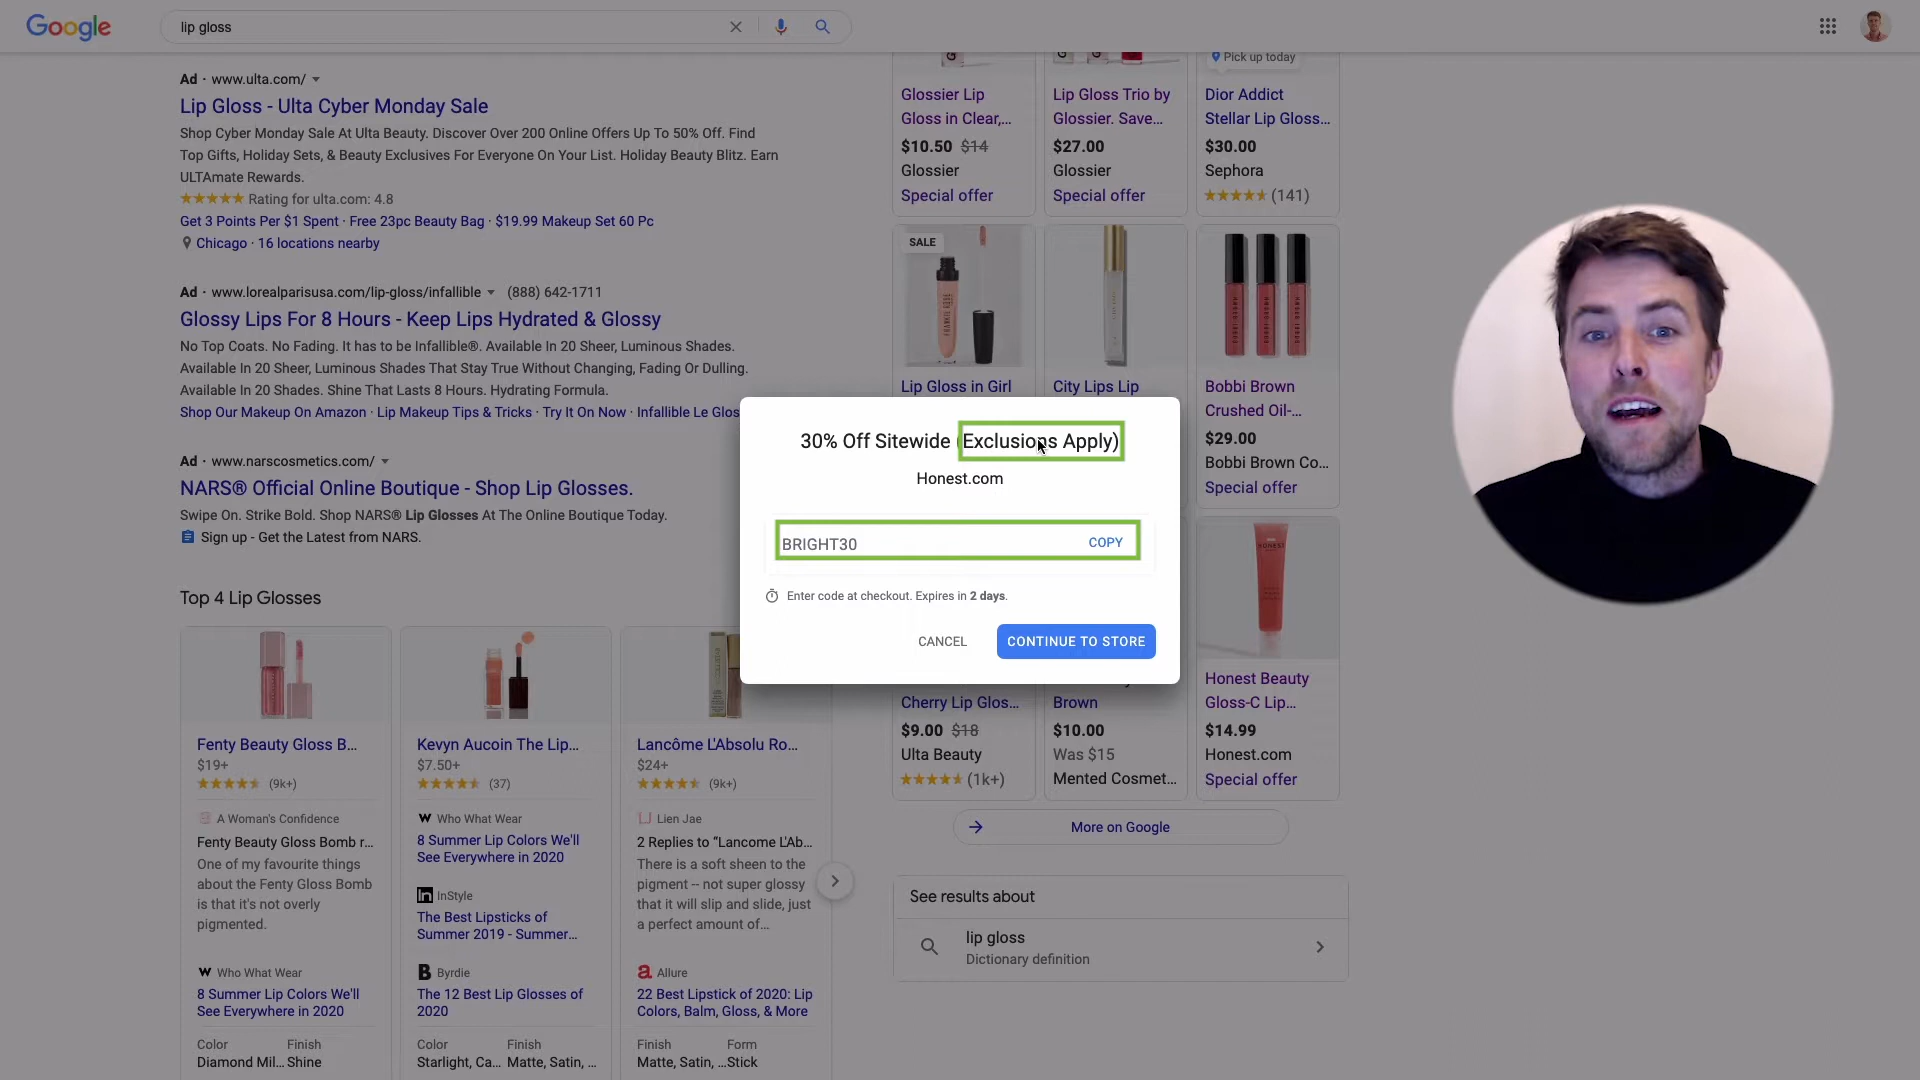 Google
lip gloss
Ad · www.ulta.com/
Lip Gloss - Ulta Cyber Monday Sale
Shop Cyber Monday Sale At Ulta Beauty. Discover Over 200 Online Offers Up To 50% Off. Find
Top Gifts, Holiday Sets, & Beauty Exclusives For Everyone On Your List. Holiday Beauty Blitz. Earn
ULTAmate Rewards.
Rating for ulta.com: 4.8
Get 3 Points Per $1 Spent · Free 23pc Beauty Bag · $19.99 Makeup Set 60 Pc
Chicago · 16 locations nearby
Ad · www.lorealparisusa.com/lip-gloss/infallible (888) 642-1711
Glossy Lips For 8 Hours - Keep Lips Hydrated & Glossy
No Top Coats. No Fading. It has to be Infallible®. Available In 20 Sheer, Luminous Shades.
Available In 20 Sheer, Luminous Shades That Stay True Without Changing, Fading Or Dulling.
Available In 20 Shades. Shine That Lasts 8 Hours. Hydrating Formula.
Shop Our Makeup On Amazon · Lip Makeup Tips & Tricks · Try It On Now · Infallible Le Glos
Ad · www.narscosmetics.com/
NARS® Official Online Boutique - Shop Lip Glosses.
Swipe On. Strike Bold. Shop NARS® Lip Glosses At The Online Boutique Today.
Sign up - Get the Latest from NARS.
Top 4 Lip Glosses
Fenty Beauty Gloss B...
$19+
(9k+)
A Woman's Confidence
Fenty Beauty Gloss Bomb r...
One of my favourite things
about the Fenty Gloss Bomb
is that it's not overly
pigmented.
W Who What Wear
8 Summer Lip Colors We'll
See Everywhere in 2020
Color Finish
Diamond Mil... Shine
Kevyn Aucoin The Lip...
$7.50+
(37)
W Who What Wear
8 Summer Lip Colors We'll
See Everywhere in 2020
in InStyle
The Best Lipsticks of
Summer 2019 - Summer...
B Byrdie
The 12 Best Lip Glosses of
2020
Color Finish
Starlight, Ca... Matte, Satin, ...
Lancôme L'Absolu Ro...
$24+
(9k+)
Lien Jae
2 Replies to “Lancome L'Ab...
There is a soft sheen to the
pigment -- not super glossy
that it will slip and slide, just
a perfect amount of...
a Allure
22 Best Lipstick of 2020: Lip
Colors, Balm, Gloss, & More
Finish Form
Matte, Satin, ... Stick
Glossier Lip
Gloss in Clear,...
$10.50 $14
Glossier
Special offer
Lip Gloss Trio by
Glossier. Save...
$27.00
Glossier
Special offer
Pick up today
Dior Addict
Stellar Lip Gloss...
$30.00
Sephora
(141)
SALE
Lip Gloss in Girl
City Lips Lip
Bobbi Brown
Crushed Oil-...
$29.00
Bobbi Brown Co...
Special offer
30% Off Sitewide (Exclusions Apply)
Honest.com
BRIGHT30 COPY
Enter code at checkout. Expires in 2 days.
CANCEL CONTINUE TO STORE
Cherry Lip Glos...
$9.00 $18
Ulta Beauty
(1k+)
Brown
$10.00
Was $15
Mented Cosmet...
HONEST
Honest Beauty
Gloss-C Lip...
$14.99
Honest.com
Special offer
More on Google
See results about
lip gloss
Dictionary definition